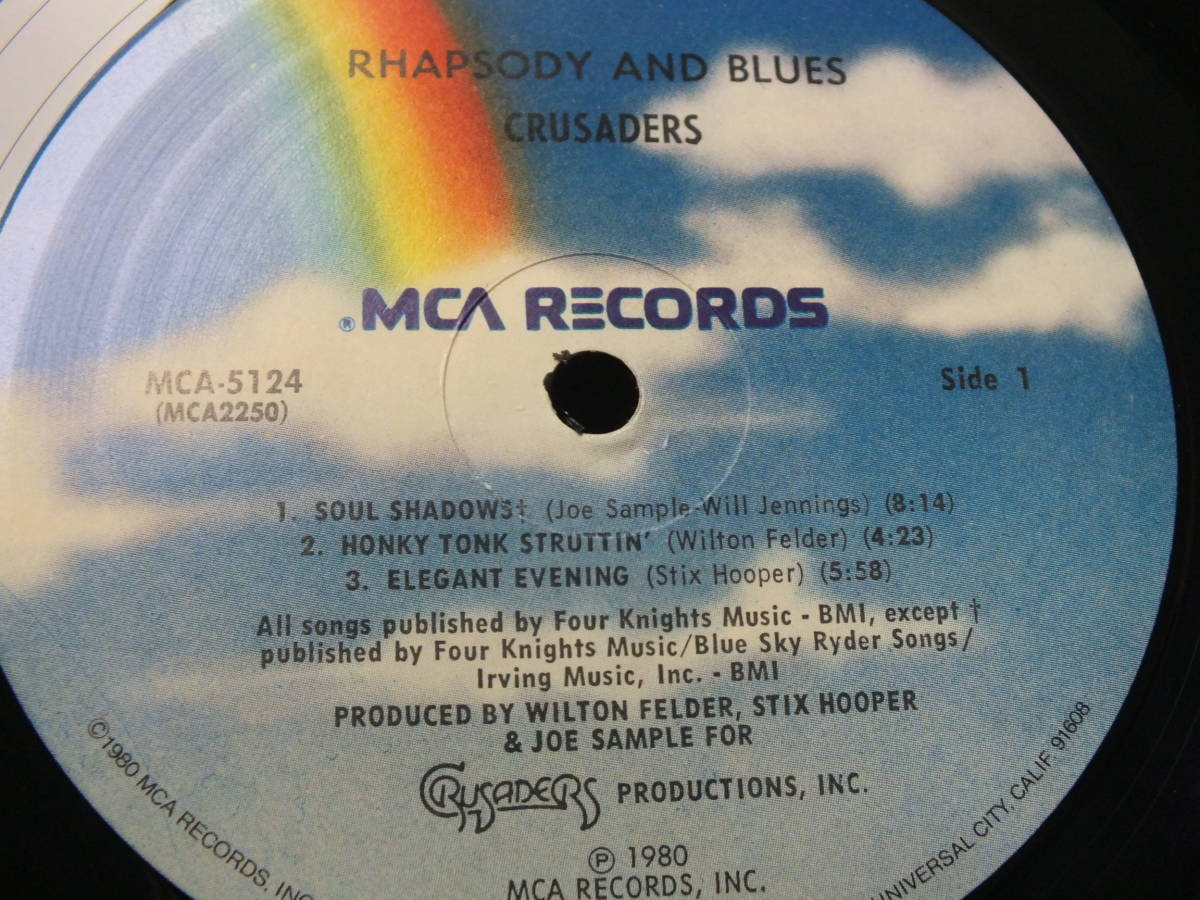 RHAPSODY AND BLUES
CRUSADERS
® MCA RECORDS
MCA-5124
(MCA2250)
Side 1
1. SOUL SHADOWS† (Joe Sample-Will Jennings) (8:14)
2. HONKY TONK STRUTTIN' (Wilton Felder) (4:23)
3. ELEGANT EVENING (Stix Hooper) (5:58)
All songs published by Four Knights Music - BMI, except †
published by Four Knights Music/Blue Sky Ryder Songs/
Irving Music, Inc. - BMI
PRODUCED BY WILTON FELDER, STIX HOOPER
& JOE SAMPLE FOR
CRUSADERS PRODUCTIONS, INC.
℗ 1980
MCA RECORDS, INC.
©1980 MCA RECORDS, INC
UNIVERSAL CITY, CALIF. 91608